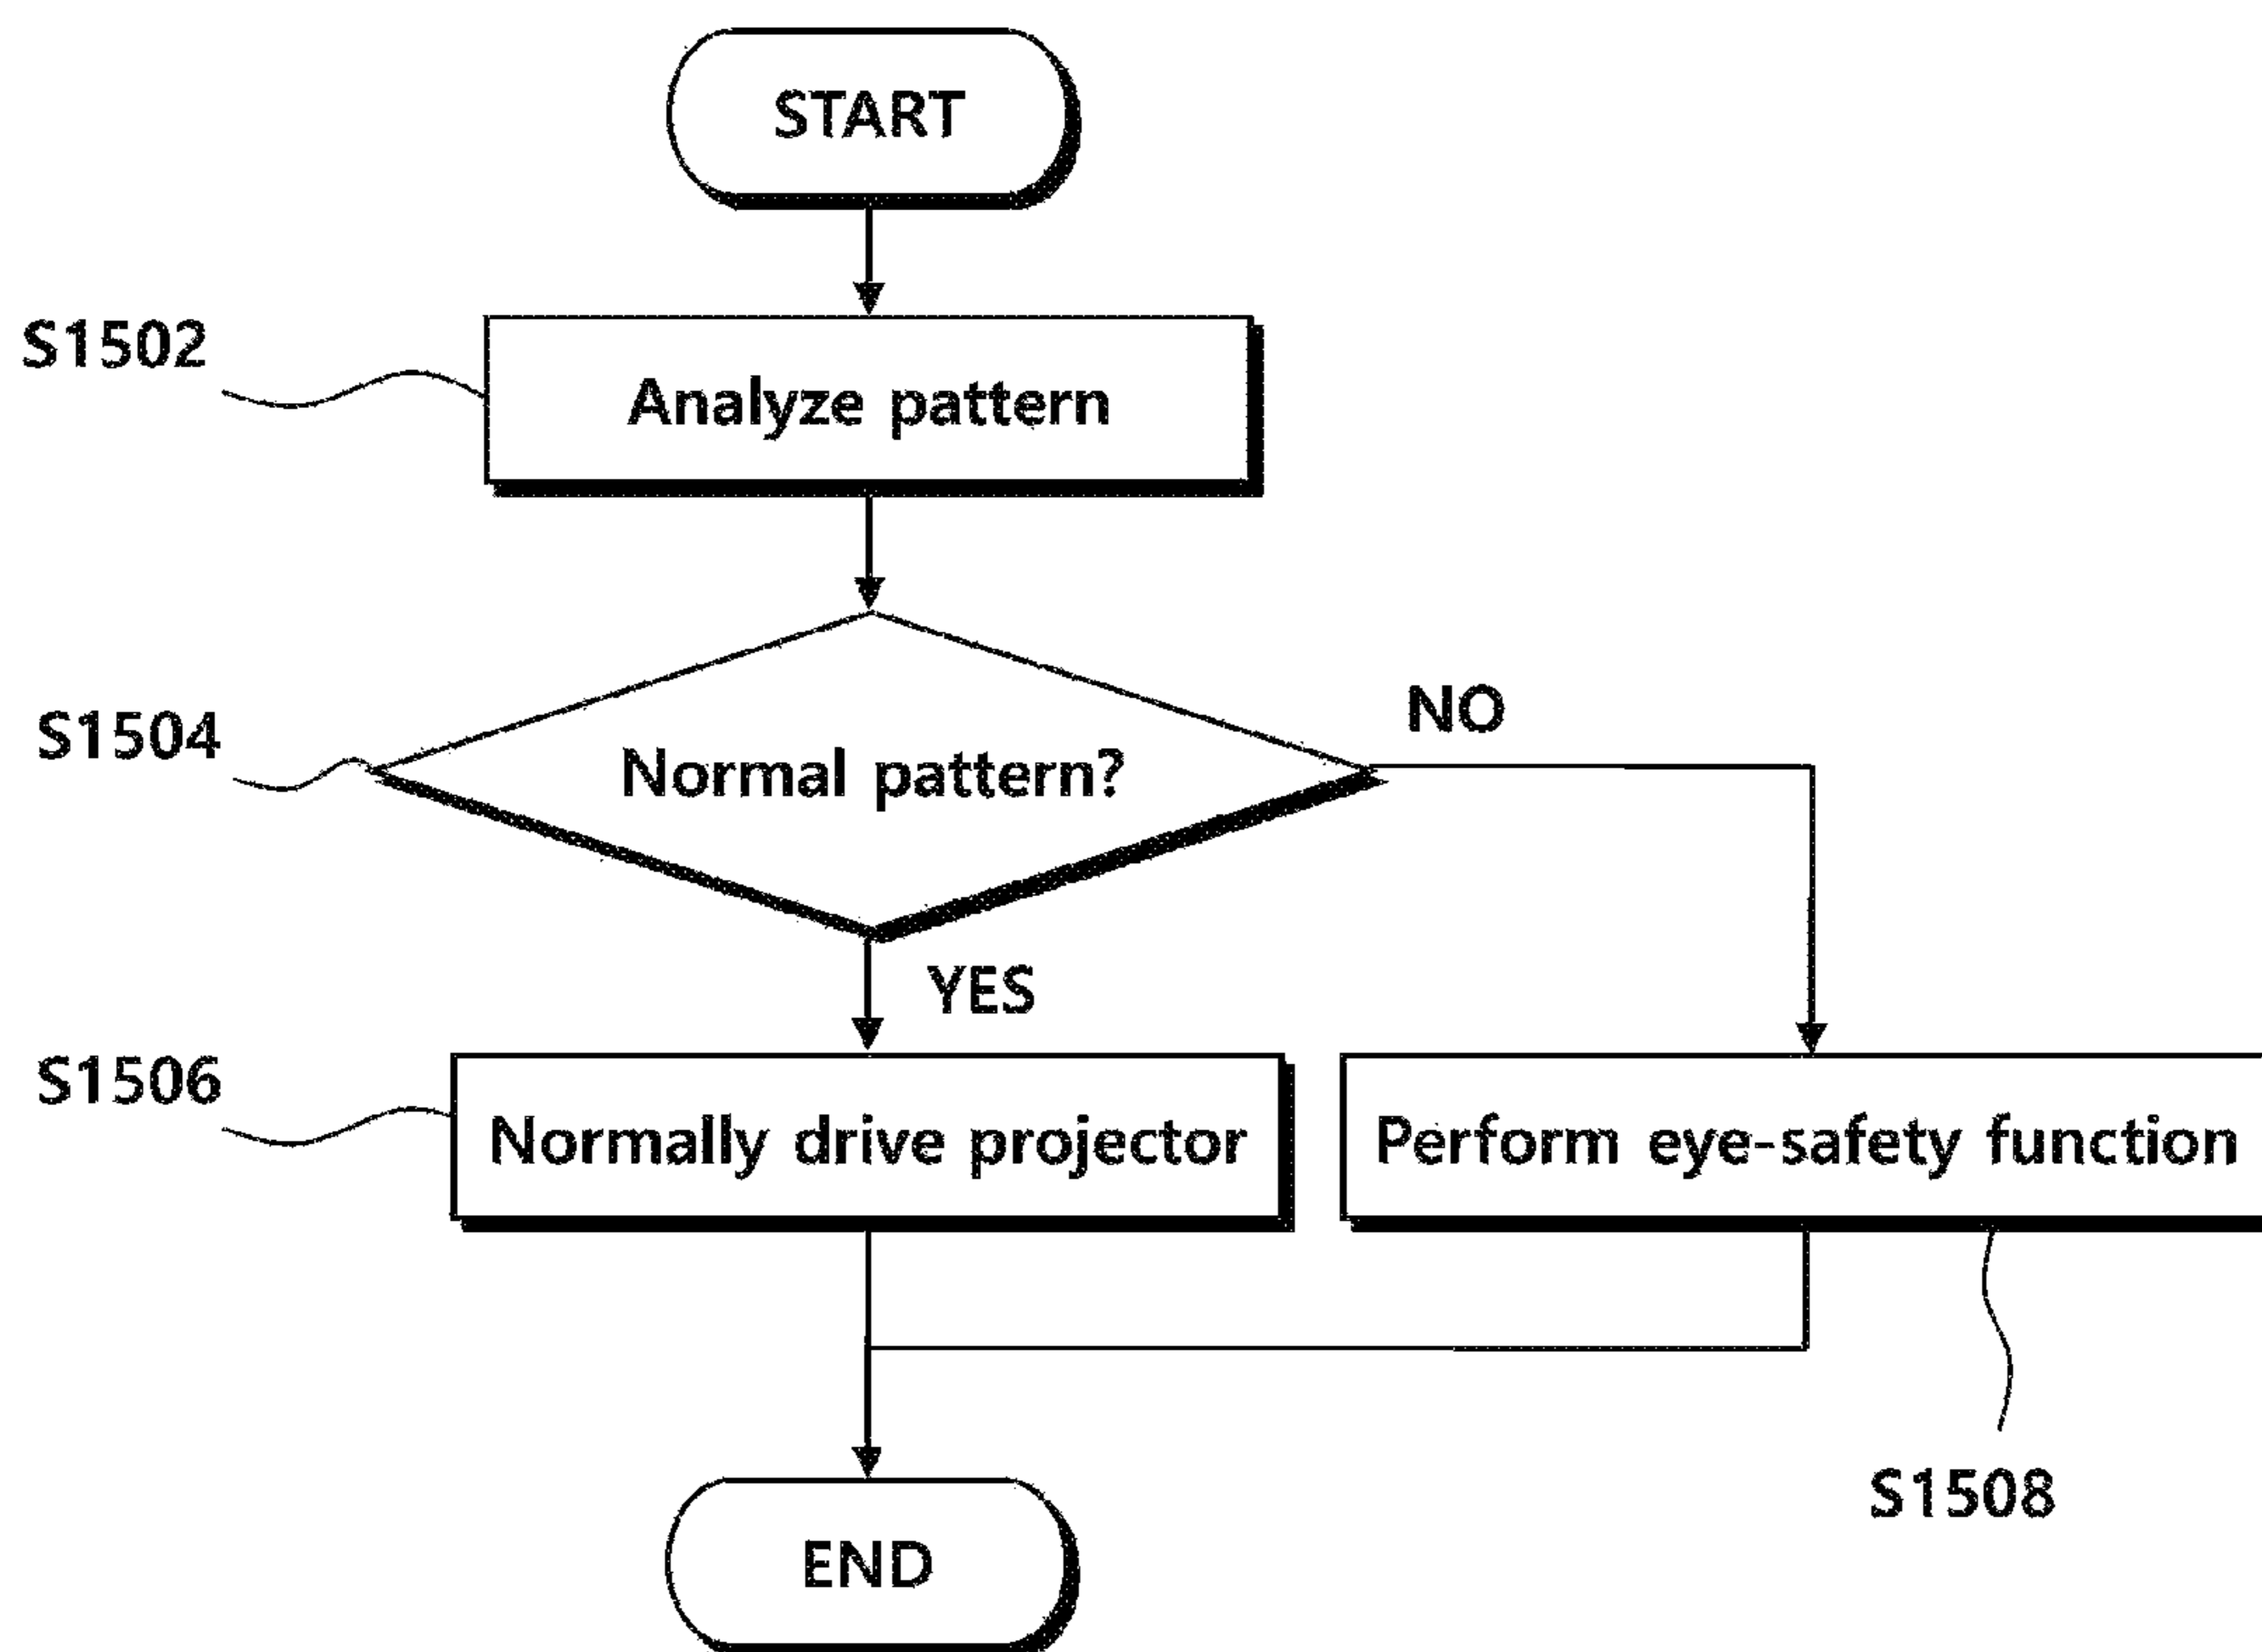 START
S1502
Analyze pattern
S1504
Normal pattern?
NO
YES
S1506
Normally drive projector
Perform eye-safety function
S1508
END